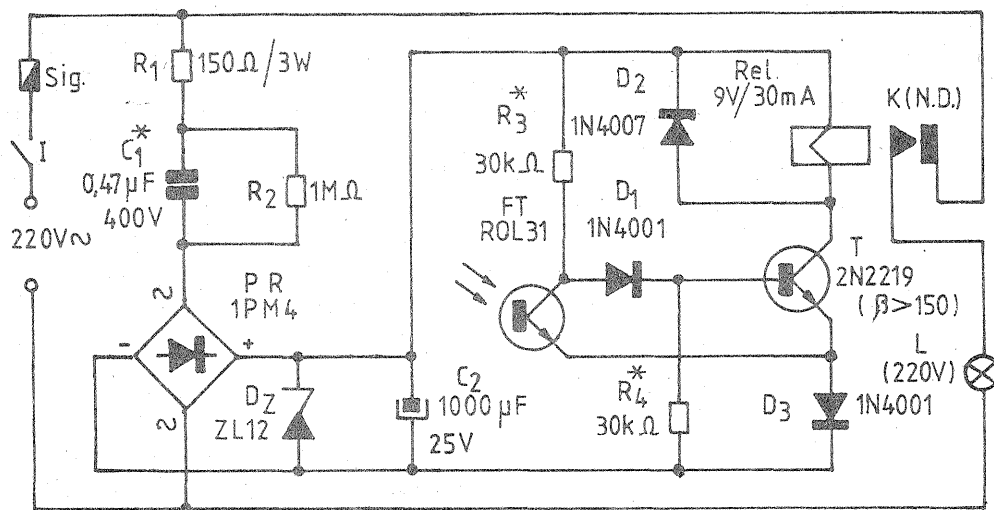 Sig.
I
220V~
R1 150Ω/3W
C1*
0,47µF
400V
R2 1MΩ
PR
1PM4
~
-
+
~
DZ
ZL12
C2
1000µF
25V
R3*
30kΩ
FT
ROL31
D1
1N4001
D2
1N4007
Rel.
9V/30mA
K(N.D.)
T
2N2219
(β>150)
L
(220V)
R4*
30kΩ
D3 1N4001